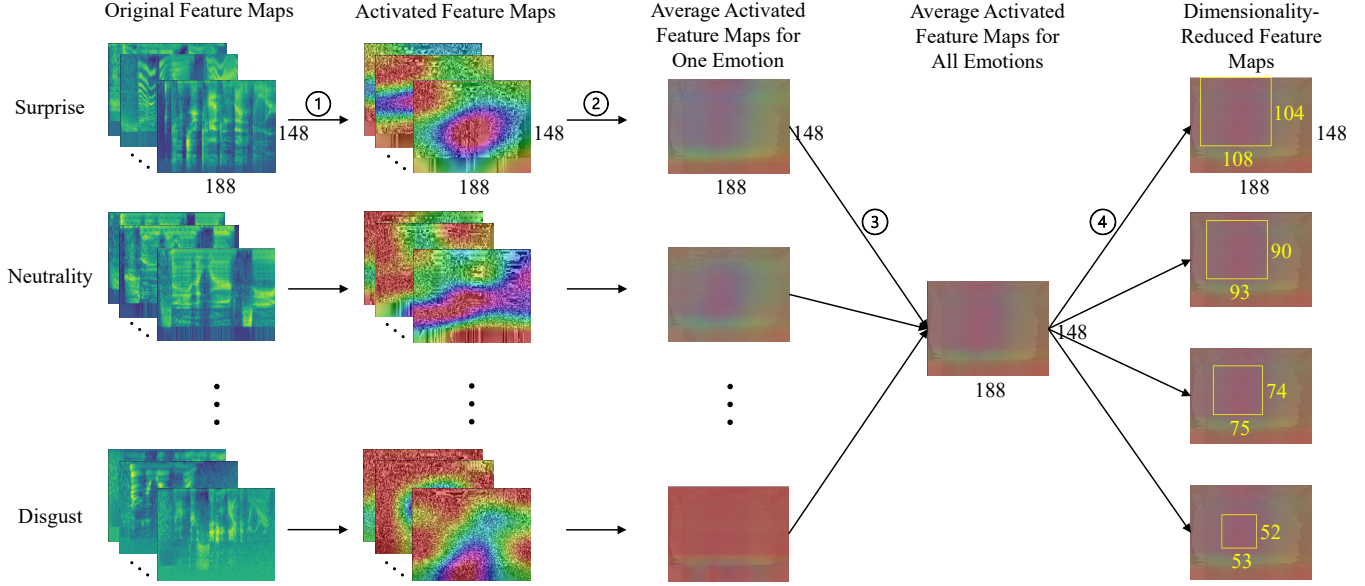 Original Feature Maps
Activated Feature Maps
Average Activated
Feature Maps for
One Emotion
Average Activated
Feature Maps for
All Emotions
Dimensionality-
Reduced Feature
Maps
Surprise
①
148
188
②
148
188
148
188
104
108
148
188
③
④
Neutrality
90
93
148
188
74
75
Disgust
52
53